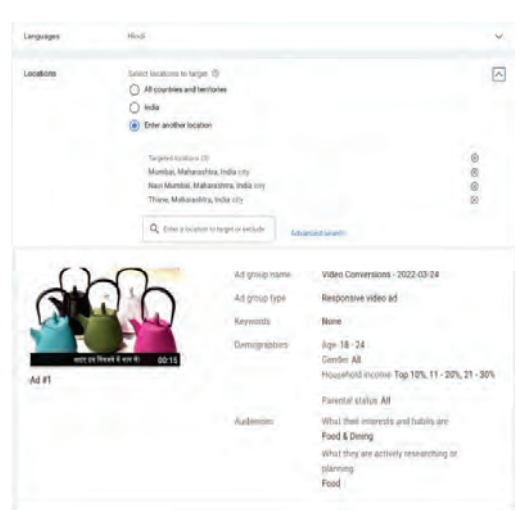 Languages Hindi
Locations Select locations to target
All countries and territories
India
Enter another location
Targeted locations (3)
Mumbai, Maharashtra, India city
Navi Mumbai, Maharashtra, India city
Thane, Maharashtra, India city
Enter a location to target or exclude Advanced search
Ad group name Video Conversions - 2022-03-24
Ad group type Responsive video ad
Keywords None
Demographics Age 18 - 24
Gender All
Household income Top 10%, 11 - 20%, 21 - 30%
Parental status All
00:15
Ad #1
Audiences What their interests and habits are
Food & Dining
What they are actively researching or
planning
Food